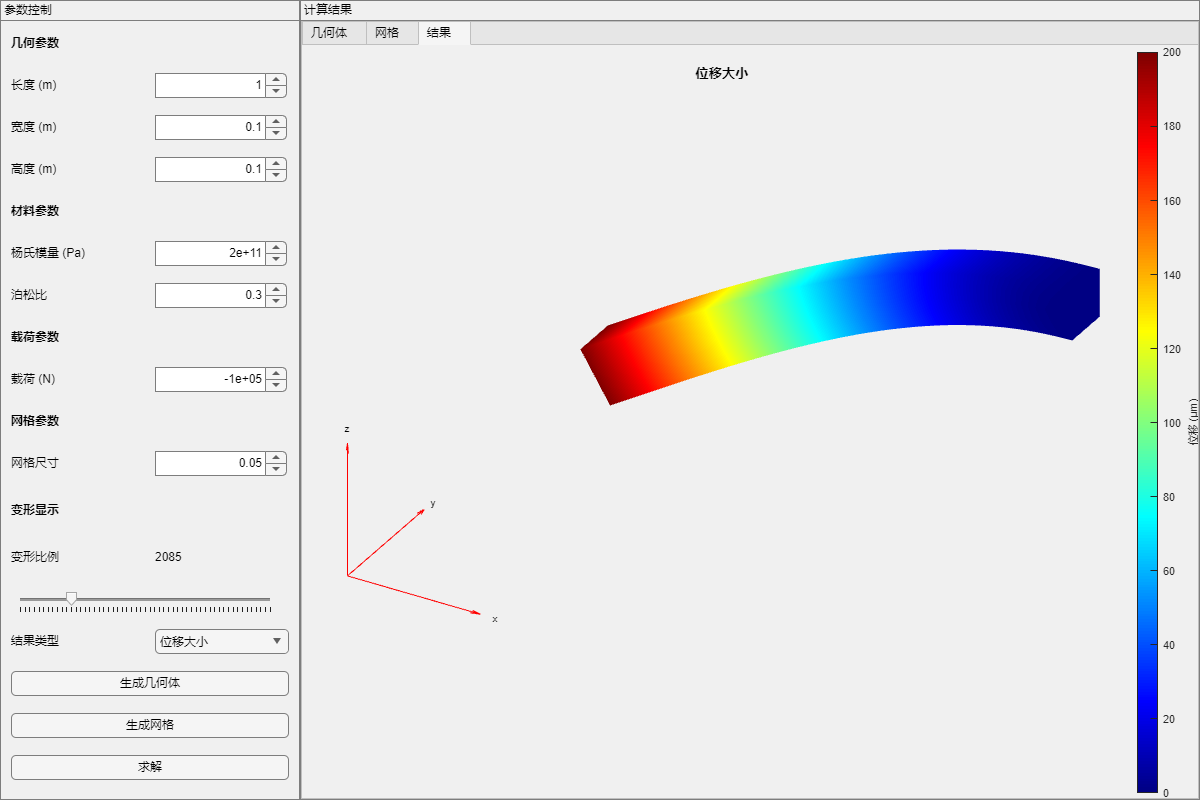 参数控制
几何参数
长度 (m) 1
宽度 (m) 0.1
高度 (m) 0.1
材料参数
杨氏模量 (Pa) 2e+11
泊松比 0.3
载荷参数
载荷 (N) -1e+05
网格参数
网格尺寸 0.05
变形显示
变形比例 2085
结果类型 位移大小
生成几何体
生成网格
求解
计算结果
几何体 网格 结果
位移大小
z
y
x
200
180
160
140
120
100
80
60
40
20
0
位移 (μm)